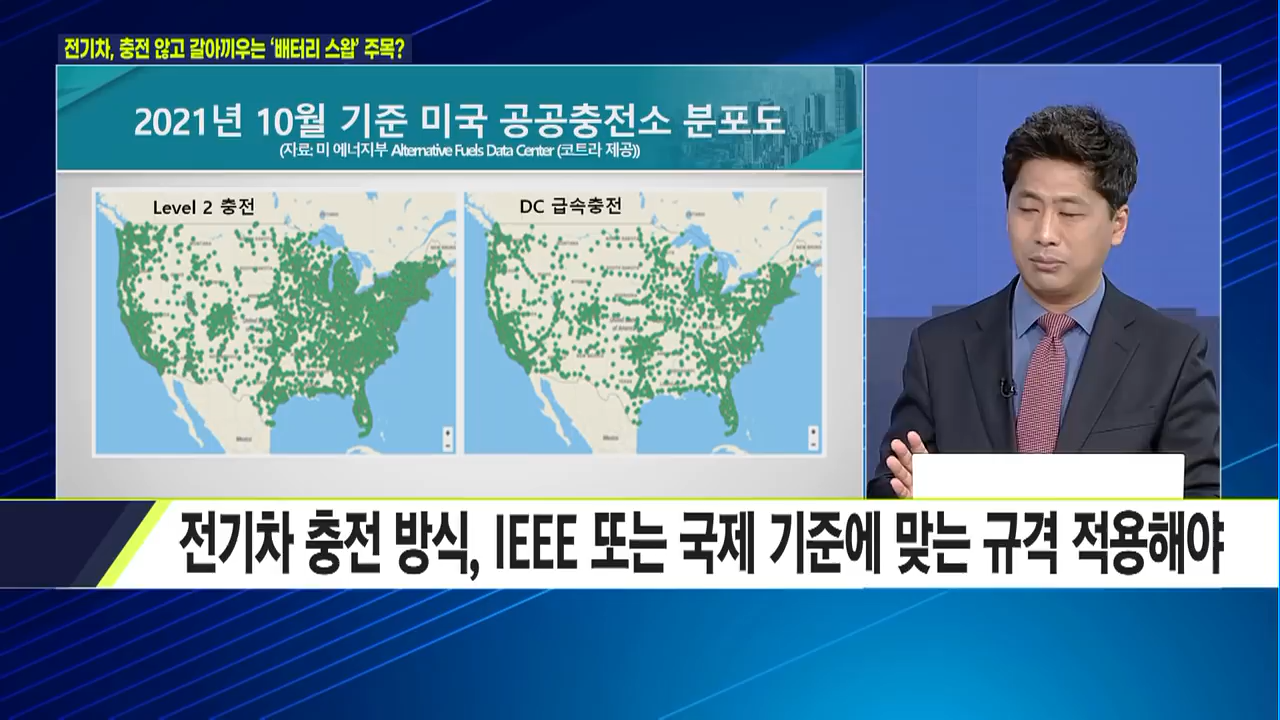 전기차, 충전 않고 갈아끼우는 '배터리 스왑' 주목?
2021년 10월 기준 미국 공공충전소 분포도
(자료: 미 에너지부 Alternative Fuels Data Center (코트라 제공))
Level 2 충전
DC 급속충전
전기차 충전 방식, IEEE 또는 국제 기준에 맞는 규격 적용해야